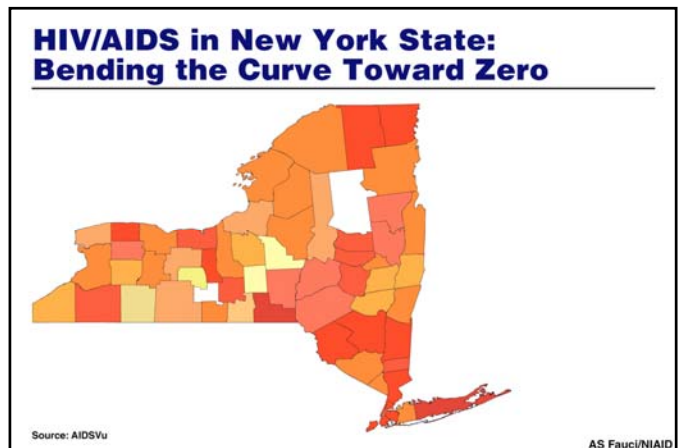 HIV/AIDS in New York State:
Bending the Curve Toward Zero
Source: AIDSVu
AS Fauci/NIAID